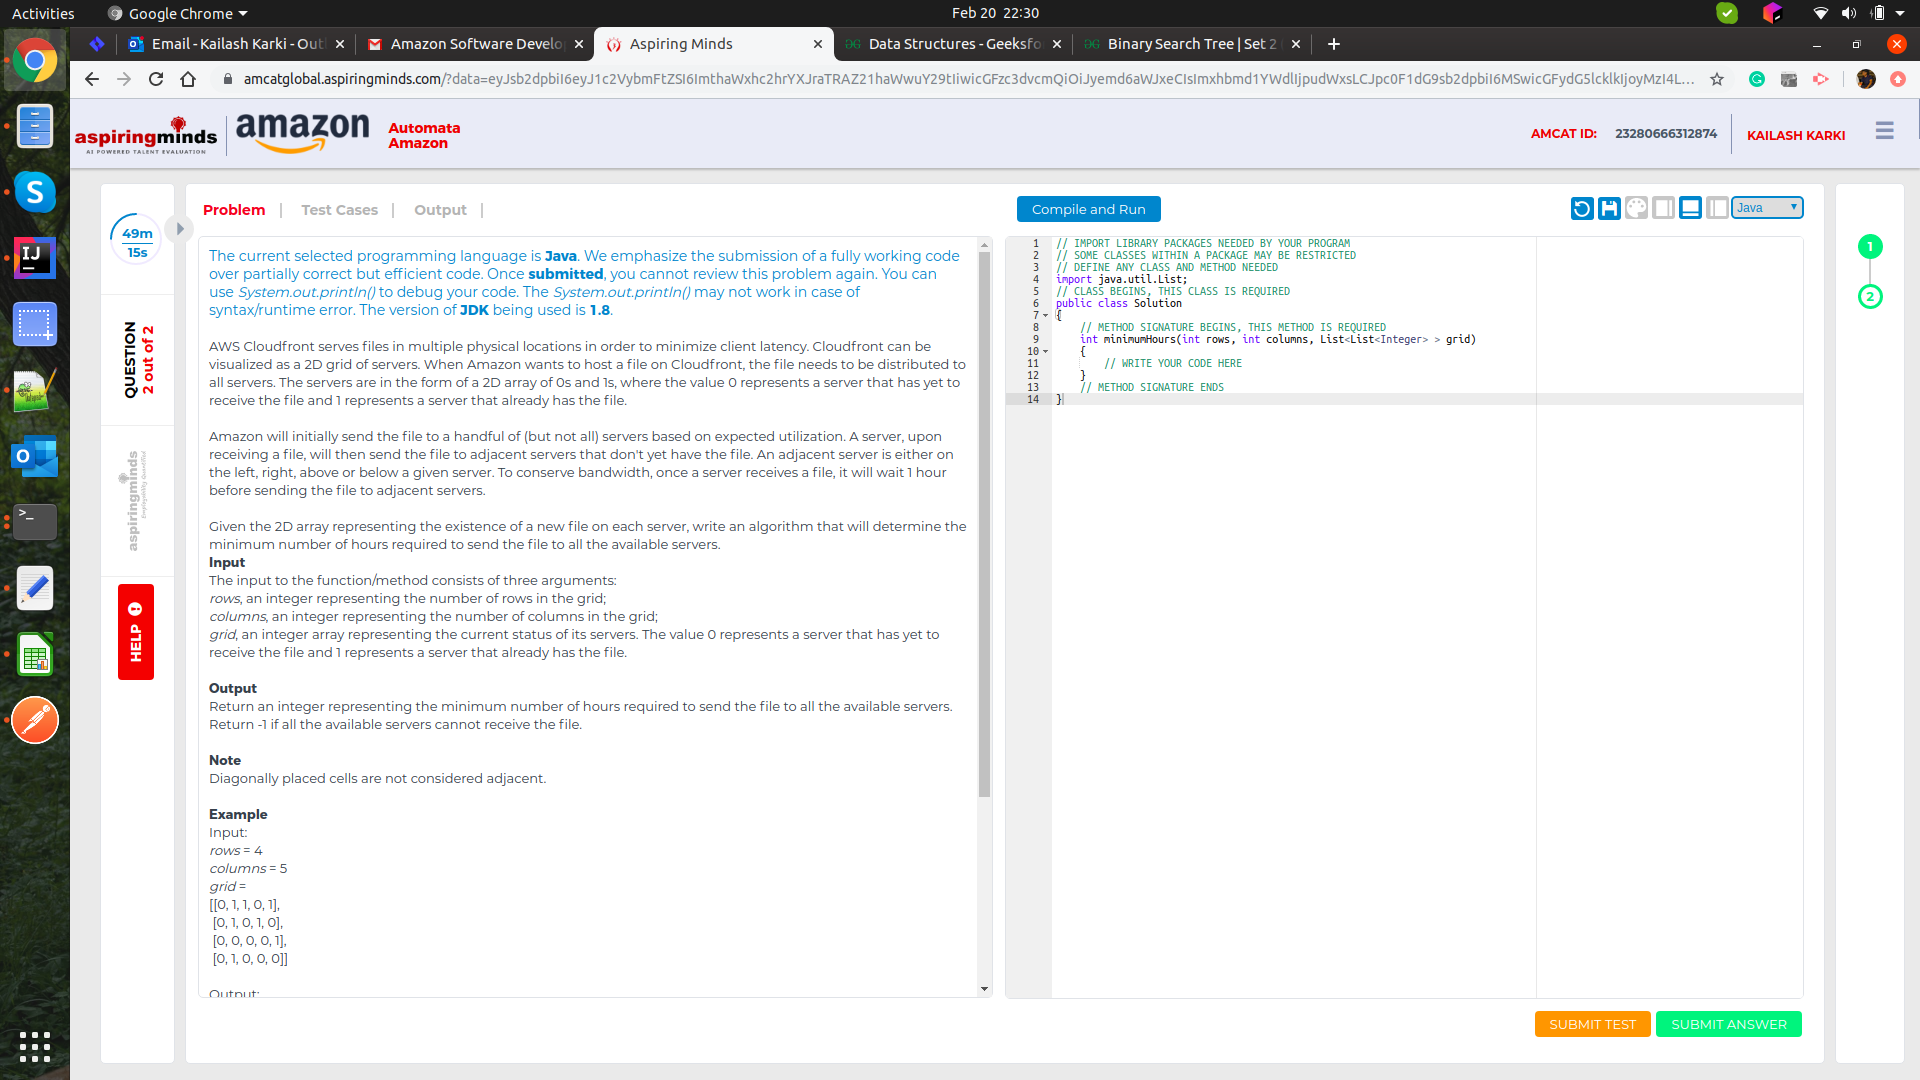 Activities
Google Chrome
Feb 20 22:30
Email - Kailash Karki - Out
Amazon Software Develo
Aspiring Minds
Data Structures - Geeksfo
Binary Search Tree | Set 2
amcatglobal.aspiringminds.com/?data=
aspiringminds
AI POWERED TALENT EVALUATION
amazon
Automata
Amazon
AMCAT ID: 23280666312874
KAILASH KARKI
49m
15s
QUESTION
2 out of 2
aspiringminds
Employability Quantified
HELP
Problem | Test Cases | Output |
Compile and Run
Java
The current selected programming language is Java. We emphasize the submission of a fully working code
over partially correct but efficient code. Once submitted, you cannot review this problem again. You can
use System.out.println() to debug your code. The System.out.println() may not work in case of
syntax/runtime error. The version of JDK being used is 1.8.
AWS Cloudfront serves files in multiple physical locations in order to minimize client latency. Cloudfront can be
visualized as a 2D grid of servers. When Amazon wants to host a file on Cloudfront, the file needs to be distributed to
all servers. The servers are in the form of a 2D array of 0s and 1s, where the value 0 represents a server that has yet to
receive the file and 1 represents a server that already has the file.
Amazon will initially send the file to a handful of (but not all) servers based on expected utilization. A server, upon
receiving a file, will then send the file to adjacent servers that don't yet have the file. An adjacent server is either on
the left, right, above or below a given server. To conserve bandwidth, once a server receives a file, it will wait 1 hour
before sending the file to adjacent servers.
Given the 2D array representing the existence of a new file on each server, write an algorithm that will determine the
minimum number of hours required to send the file to all the available servers.
Input
The input to the function/method consists of three arguments:
rows, an integer representing the number of rows in the grid;
columns, an integer representing the number of columns in the grid;
grid, an integer array representing the current status of its servers. The value 0 represents a server that has yet to
receive the file and 1 represents a server that already has the file.
Output
Return an integer representing the minimum number of hours required to send the file to all the available servers.
Return -1 if all the available servers cannot receive the file.
Note
Diagonally placed cells are not considered adjacent.
Example
Input:
rows = 4
columns = 5
grid =
[[0, 1, 1, 0, 1],
[0, 1, 0, 1, 0],
[0, 0, 0, 0, 1],
[0, 1, 0, 0, 0]]
Output:
1 // IMPORT LIBRARY PACKAGES NEEDED BY YOUR PROGRAM
2 // SOME CLASSES WITHIN A PACKAGE MAY BE RESTRICTED
3 // DEFINE ANY CLASS AND METHOD NEEDED
4 import java.util.List;
5 // CLASS BEGINS, THIS CLASS IS REQUIRED
6 public class Solution
7 {
8 // METHOD SIGNATURE BEGINS, THIS METHOD IS REQUIRED
9 int minimumHours(int rows, int columns, List<List<Integer> > grid)
10 {
11 // WRITE YOUR CODE HERE
12 }
13 // METHOD SIGNATURE ENDS
14 }
1
2
SUBMIT TEST
SUBMIT ANSWER